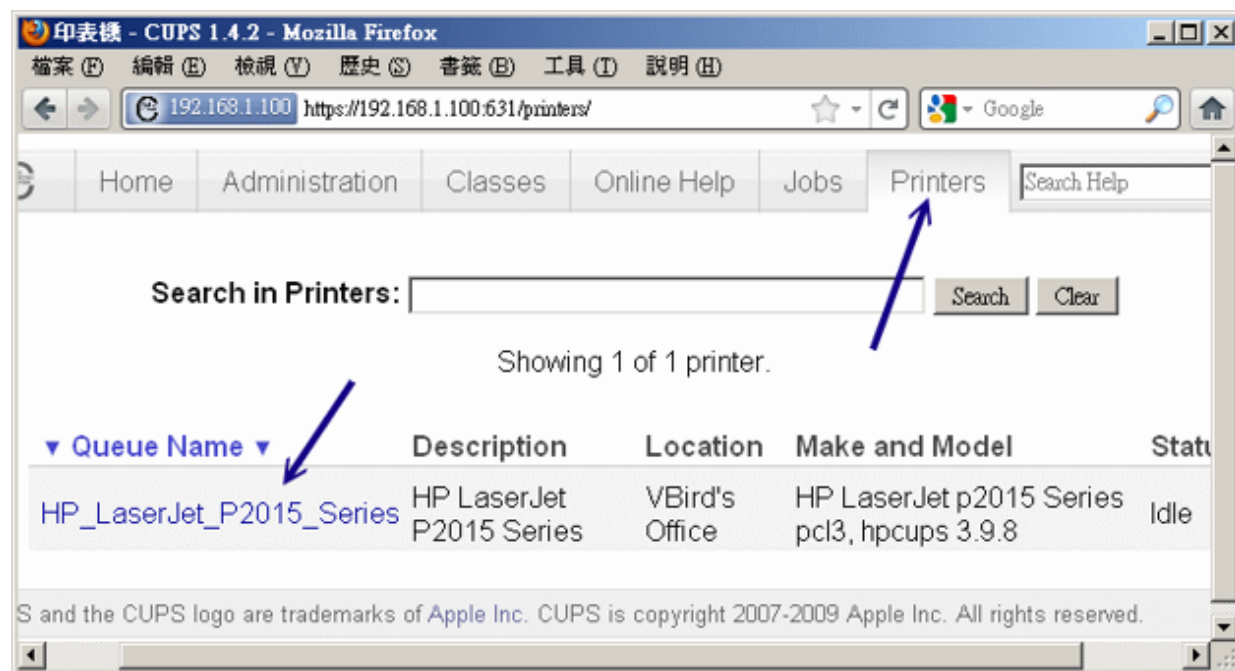 印表機 - CUPS 1.4.2 - Mozilla Firefox
檔案(F) 編輯(E) 檢視(V) 歷史(S) 書籤(B) 工具(T) 說明(H)
192.168.1.100 https://192.168.1.100:631/printers/ Google
Home Administration Classes Online Help Jobs Printers Search Help
Search in Printers: Search Clear
Showing 1 of 1 printer.
▼ Queue Name ▼ Description Location Make and Model Statu
HP_LaserJet_P2015_Series HP LaserJet P2015 Series VBird's Office HP LaserJet p2015 Series pcl3, hpcups 3.9.8 Idle
S and the CUPS logo are trademarks of Apple Inc. CUPS is copyright 2007-2009 Apple Inc. All rights reserved.